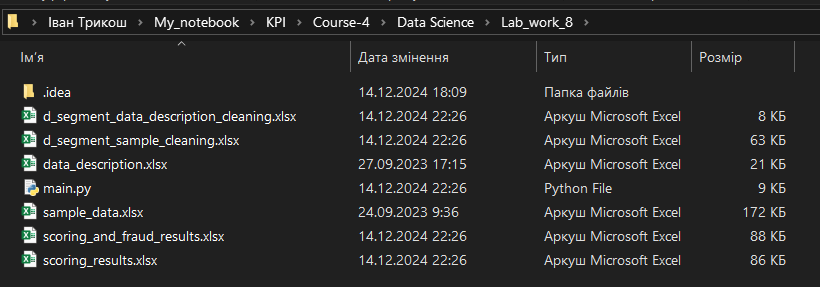 Іван Трикош > My_notebook > KPI > Course-4 > Data Science > Lab_work_8 >
Ім'я Дата змінення Тип Розмір
.idea 14.12.2024 18:09 Папка файлів
d_segment_data_description_cleaning.xlsx 14.12.2024 22:26 Аркуш Microsoft Excel 8 КБ
d_segment_sample_cleaning.xlsx 14.12.2024 22:26 Аркуш Microsoft Excel 63 КБ
data_description.xlsx 27.09.2023 17:15 Аркуш Microsoft Excel 21 КБ
main.py 14.12.2024 22:26 Python File 9 КБ
sample_data.xlsx 24.09.2023 9:36 Аркуш Microsoft Excel 172 КБ
scoring_and_fraud_results.xlsx 14.12.2024 22:26 Аркуш Microsoft Excel 88 КБ
scoring_results.xlsx 14.12.2024 22:26 Аркуш Microsoft Excel 86 КБ